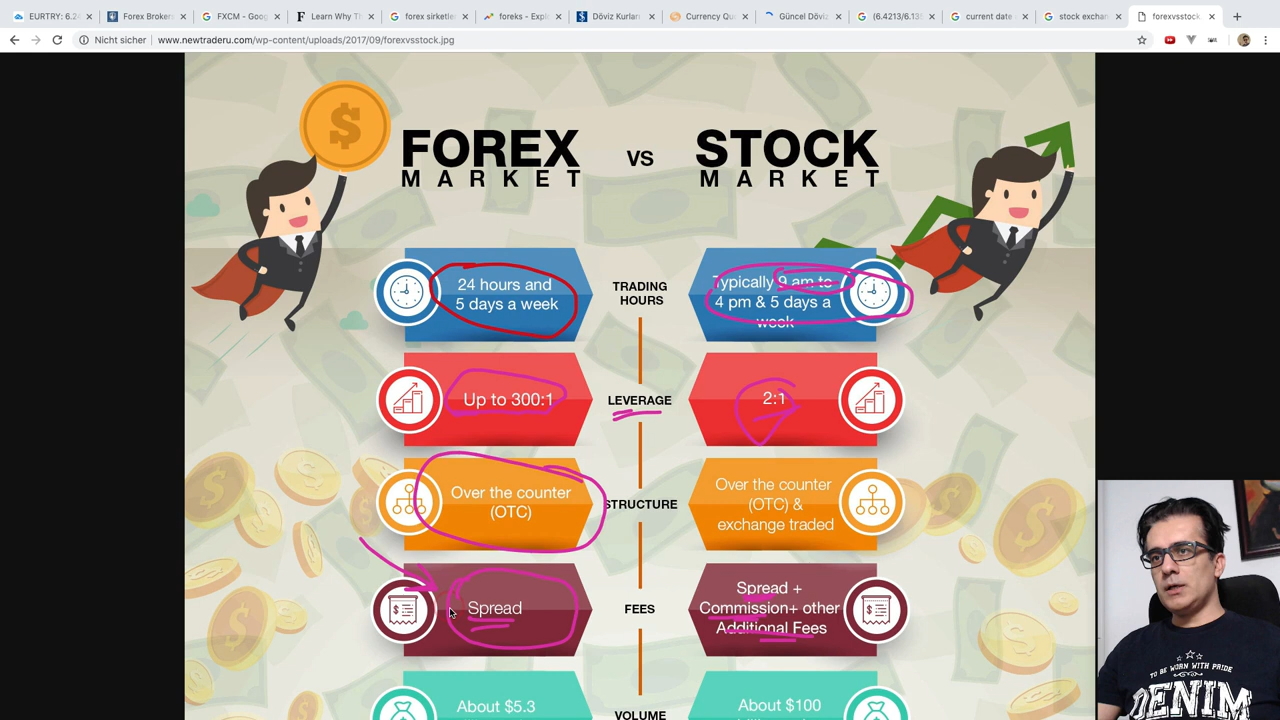 EURTRY: 6.2
Forex Broker
FXCM - Goog
Learn Why Th
forex sirketle
foreks - Expl
Döviz Kurları
Currency Qu
Güncel Döviz
(6.4213/6.13
current date
stock exchan
forexvsstock.
Nicht sicher | www.newtraderu.com/wp-content/uploads/2017/09/forexvsstock.jpg
FOREX
MARKET
VS
STOCK
MARKET
24 hours and
5 days a week
TRADING
HOURS
Typically 9 am to
4 pm & 5 days a
week
Up to 300:1
LEVERAGE
2:1
Over the counter
(OTC)
STRUCTURE
Over the counter
(OTC) &
exchange traded
Spread
FEES
Spread +
Commission+ other
Additional Fees
About $5.3
VOLUME
About $100
TO BE WORN WITH PRIDE
DENIM